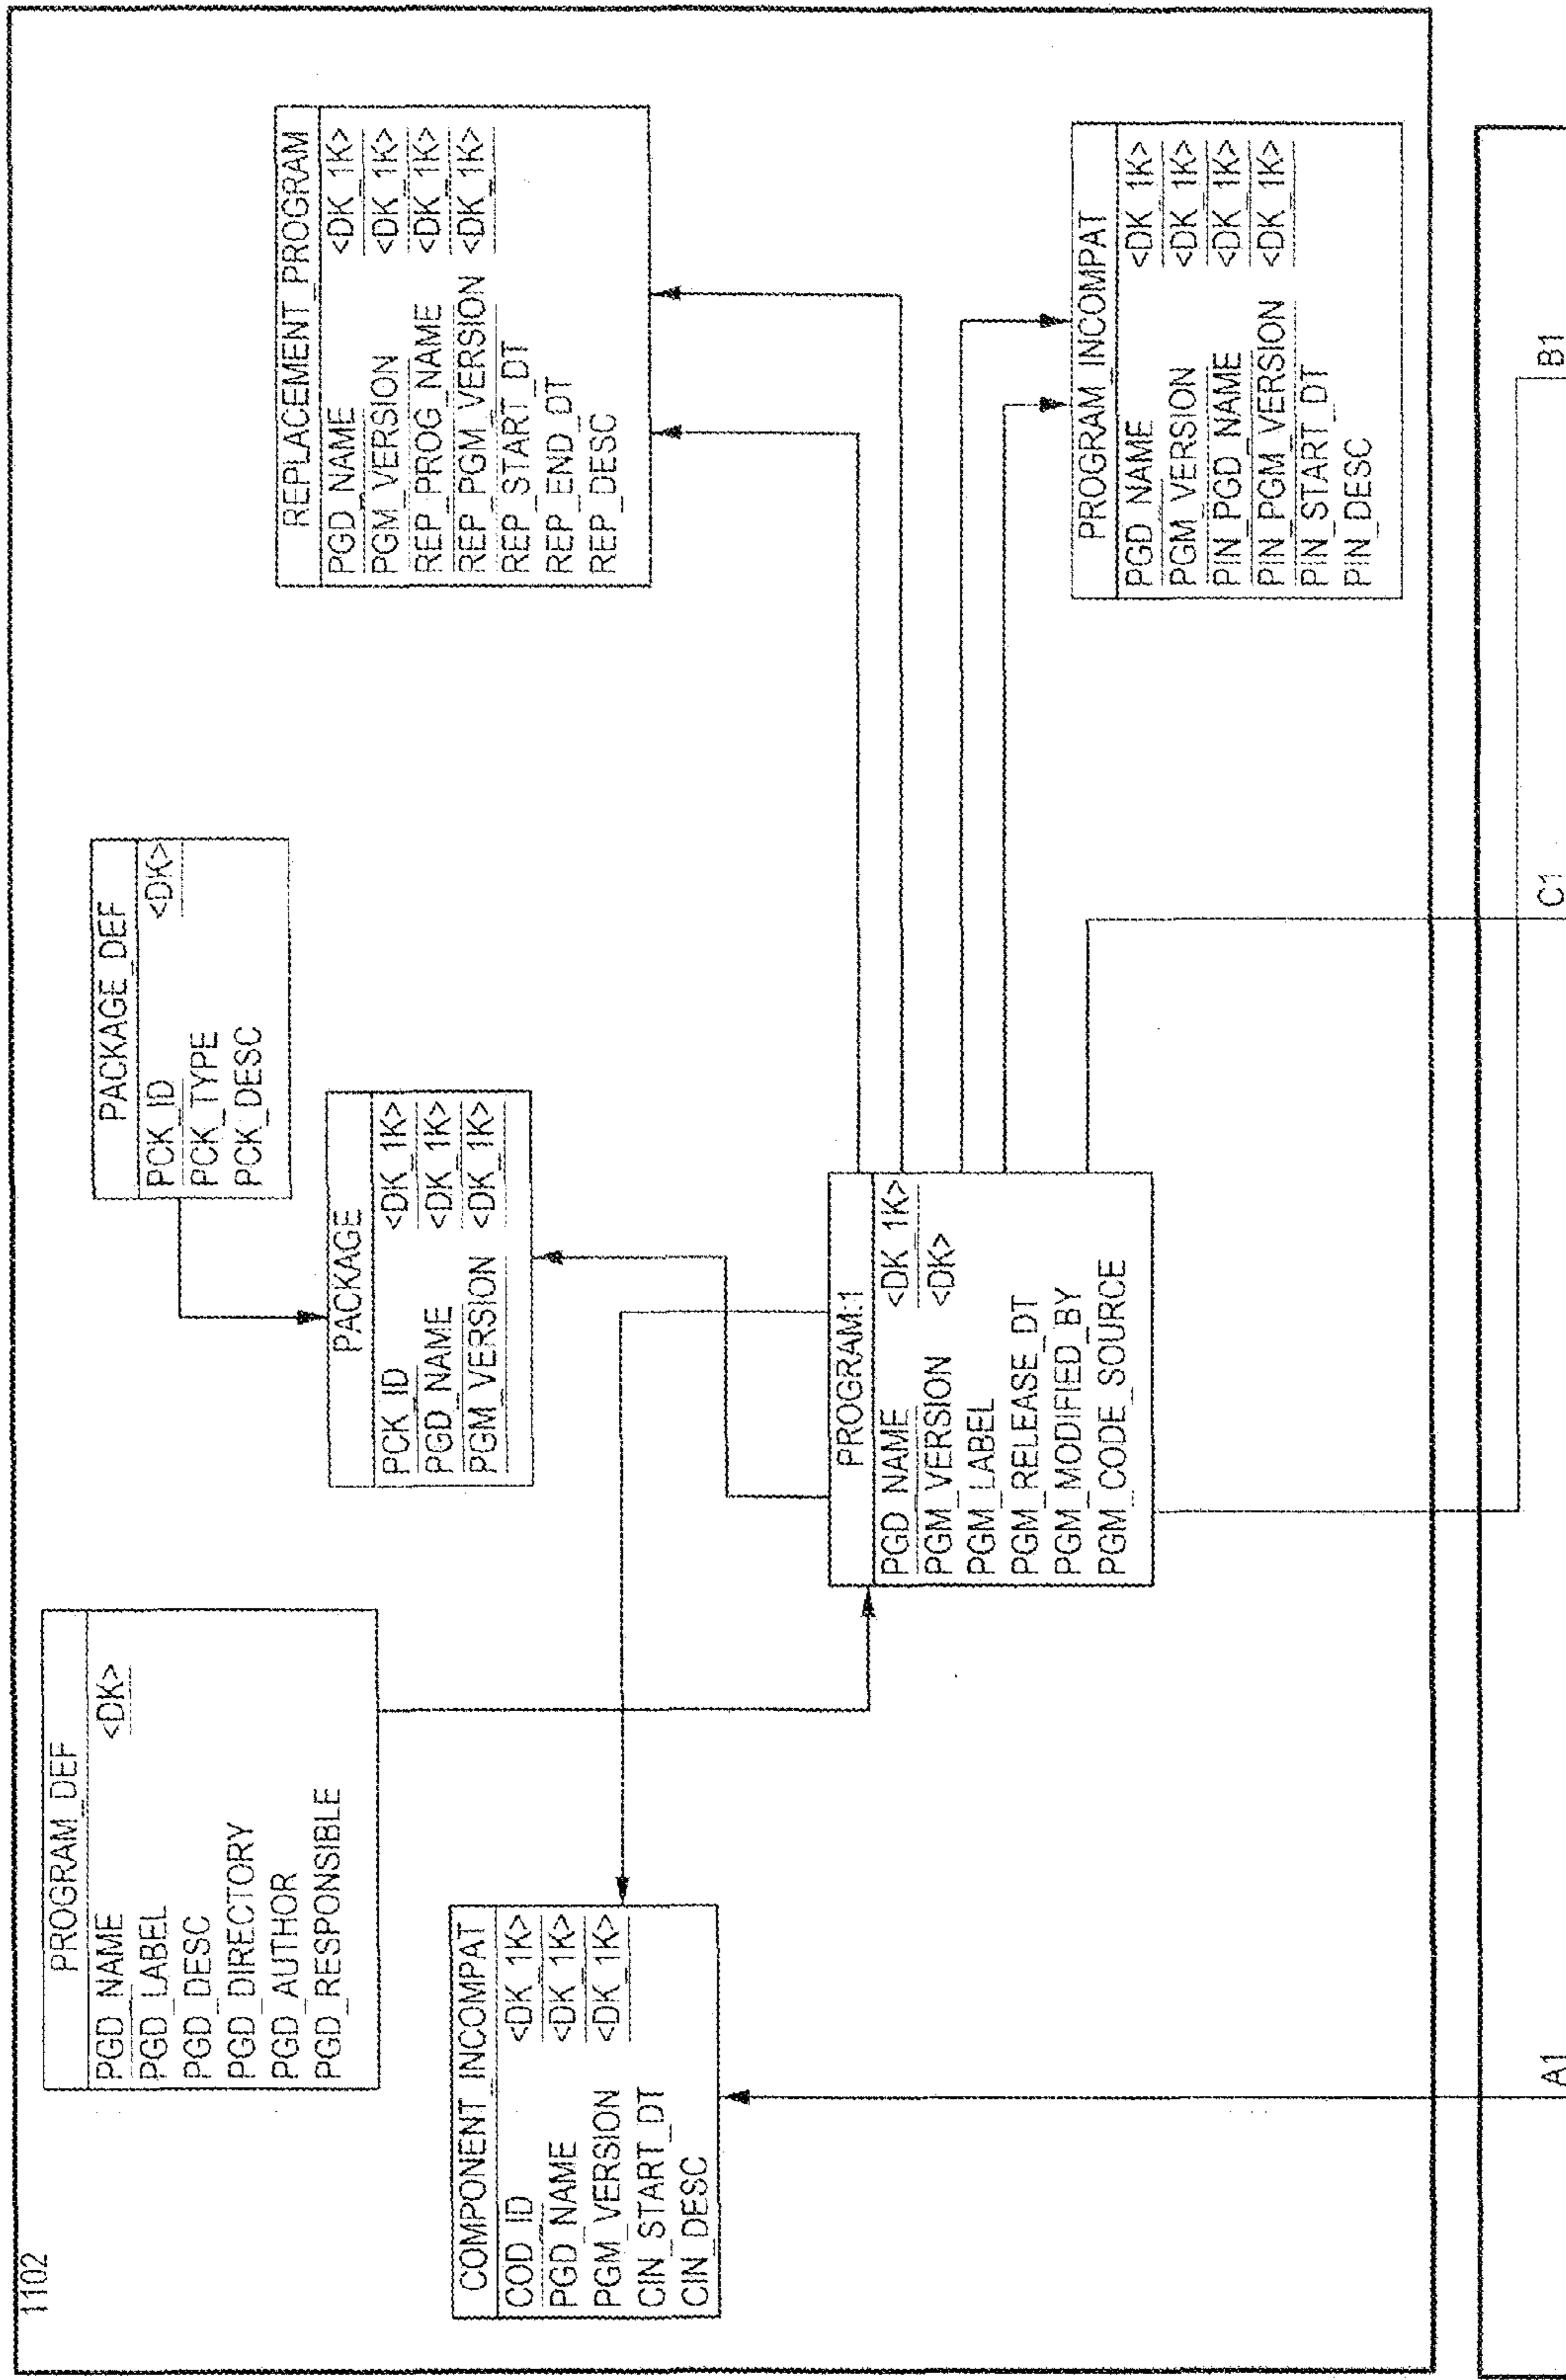 1102
PROGRAM_DEF
PGD_NAME <DK>
PGD_LABEL
PGD_DESC
PGD_DIRECTORY
PGD_AUTHOR
PGD_RESPONSIBLE
PACKAGE_DEF
PCK_ID <DK>
PCK_TYPE
PCK_DESC
REPLACEMENT_PROGRAM
PGD_NAME <DK_1K>
PGM_VERSION <DK_1K>
REP_PROG_NAME <DK_1K>
REP_PGM_VERSION <DK_1K>
REP_START_DT
REP_END_DT
REP_DESC
PACKAGE
PCK_ID <DK_1K>
PGD_NAME <DK_1K>
PGM_VERSION <DK_1K>
COMPONENT_INCOMPAT
COD_ID <DK_1K>
PGD_NAME <DK_1K>
PGM_VERSION <DK_1K>
CIN_START_DT
CIN_DESC
PROGRAM:1
PGD_NAME <DK_1K>
PGM_VERSION <DK>
PGM_LABEL
PGM_RELEASE_DT
PGM_MODIFIED_BY
PGM_CODE_SOURCE
PROGRAM_INCOMPAT
PGD_NAME <DK_1K>
PGM_VERSION <DK_1K>
PIN_PGD_NAME <DK_1K>
PIN_PGM_VERSION <DK_1K>
PIN_START_DT
PIN_DESC
A1
C1
B1